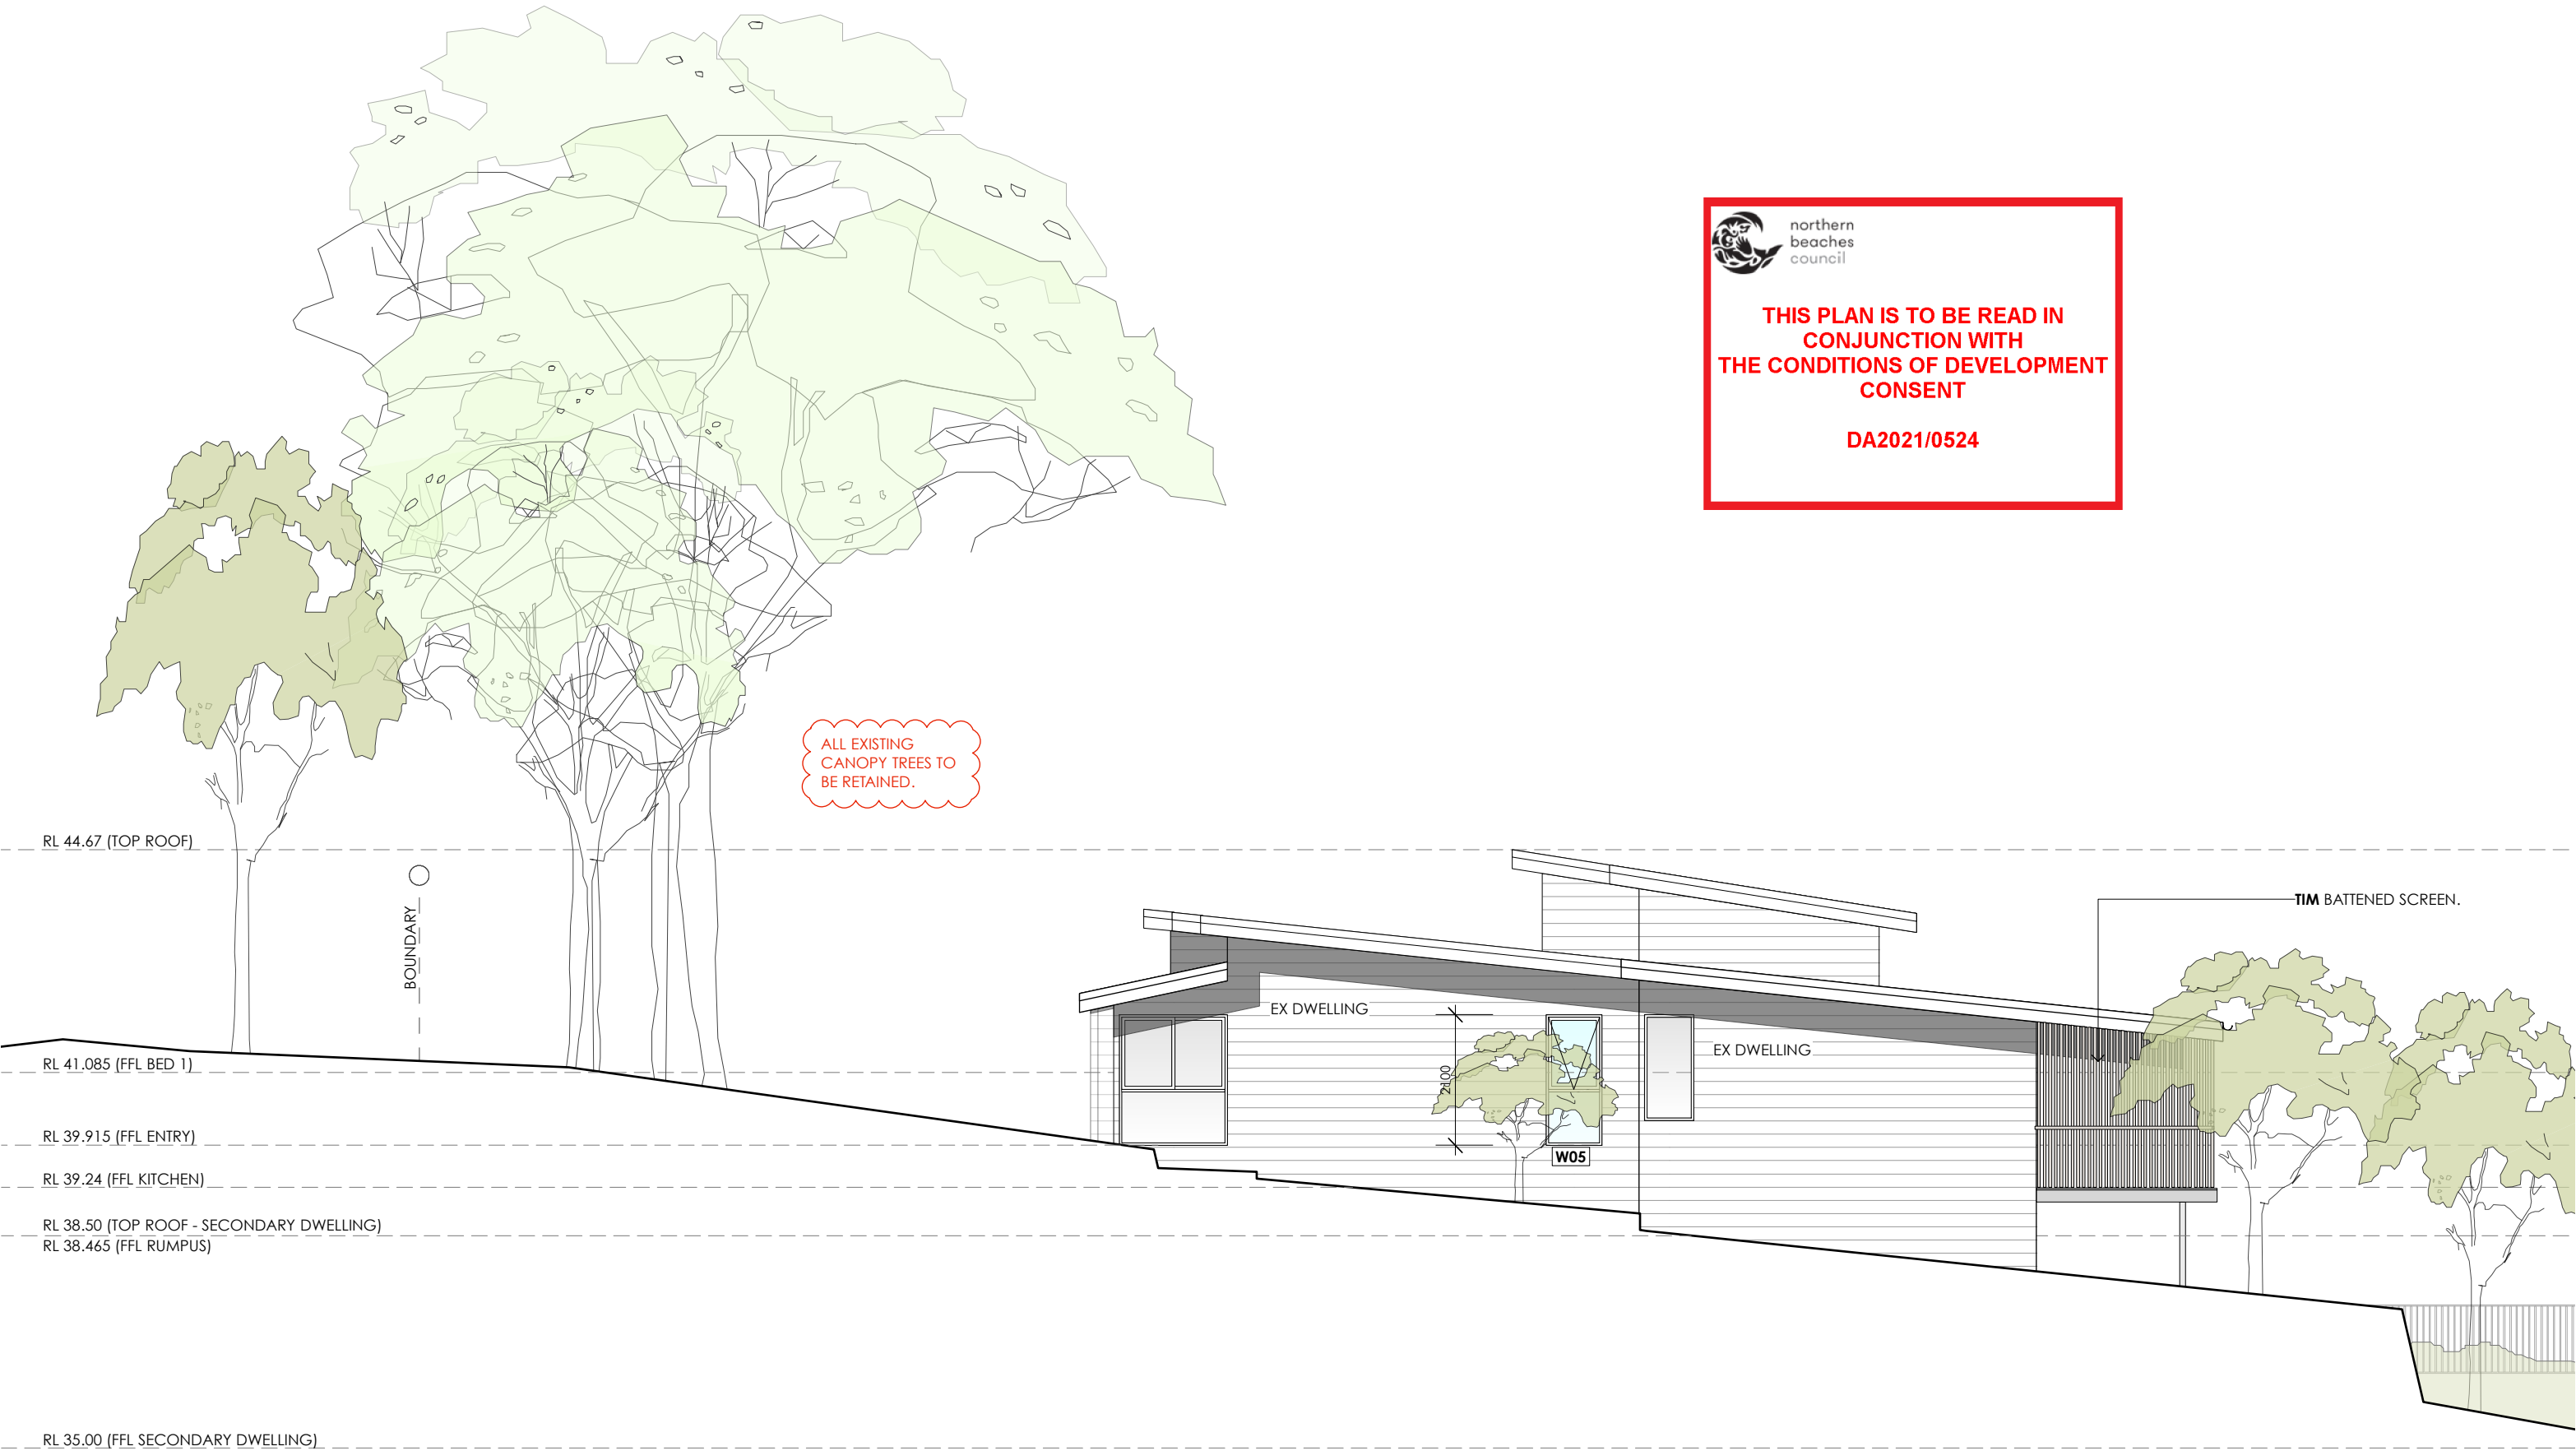 northern
beaches
council
THIS PLAN IS TO BE READ IN
CONJUNCTION WITH
THE CONDITIONS OF DEVELOPMENT
CONSENT
DA2021/0524
ALL EXISTING
CANOPY TREES TO
BE RETAINED.
RL 44.67 (TOP ROOF)
BOUNDARY
TIM BATTENED SCREEN.
EX DWELLING
EX DWELLING
2100
W05
RL 41.085 (FFL BED 1)
RL 39.915 (FFL ENTRY)
RL 39.24 (FFL KITCHEN)
RL 38.50 (TOP ROOF - SECONDARY DWELLING)
RL 38.465 (FFL RUMPUS)
RL 35.00 (FFL SECONDARY DWELLING)